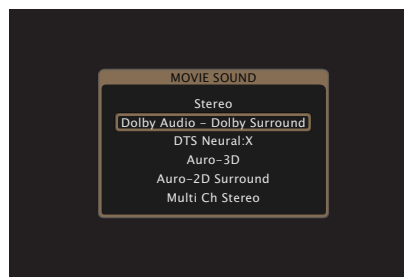 MOVIE SOUND
Stereo
Dolby Audio – Dolby Surround
DTS Neural:X
Auro-3D
Auro-2D Surround
Multi Ch Stereo